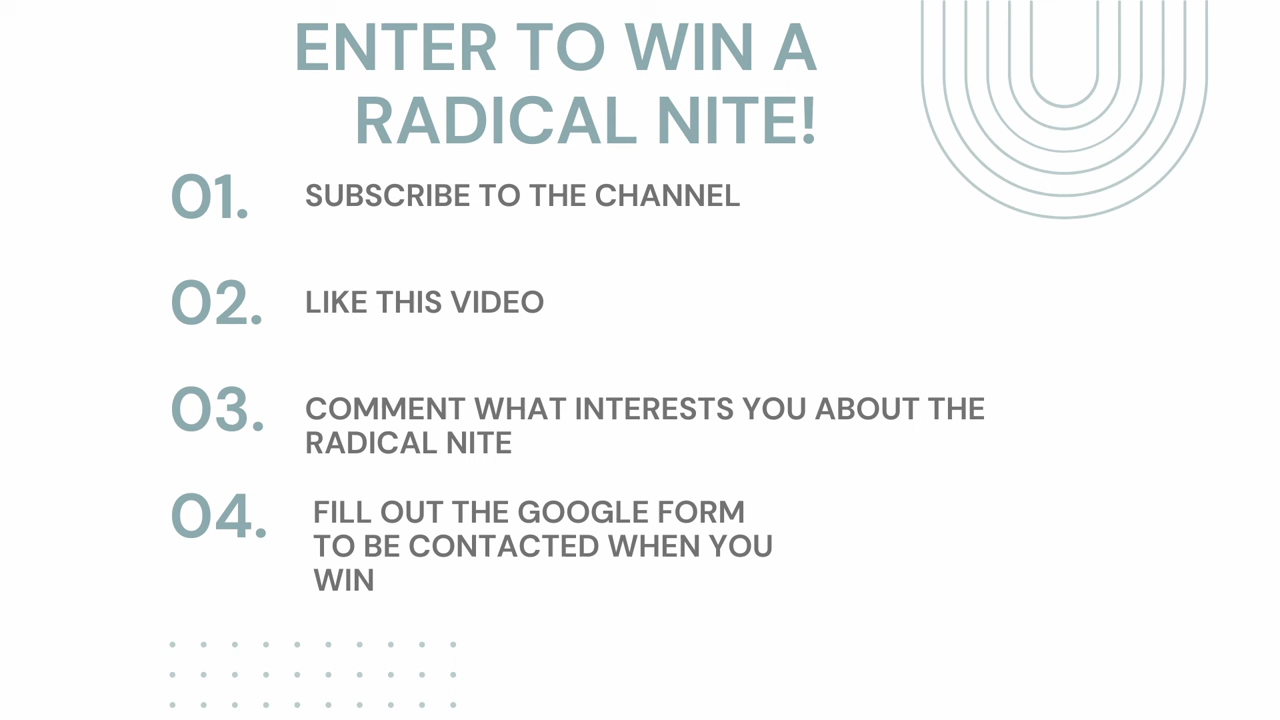 ENTER TO WIN A
RADICAL NITE!
01. SUBSCRIBE TO THE CHANNEL
02. LIKE THIS VIDEO
03. COMMENT WHAT INTERESTS YOU ABOUT THE
RADICAL NITE
04. FILL OUT THE GOOGLE FORM
TO BE CONTACTED WHEN YOU
WIN